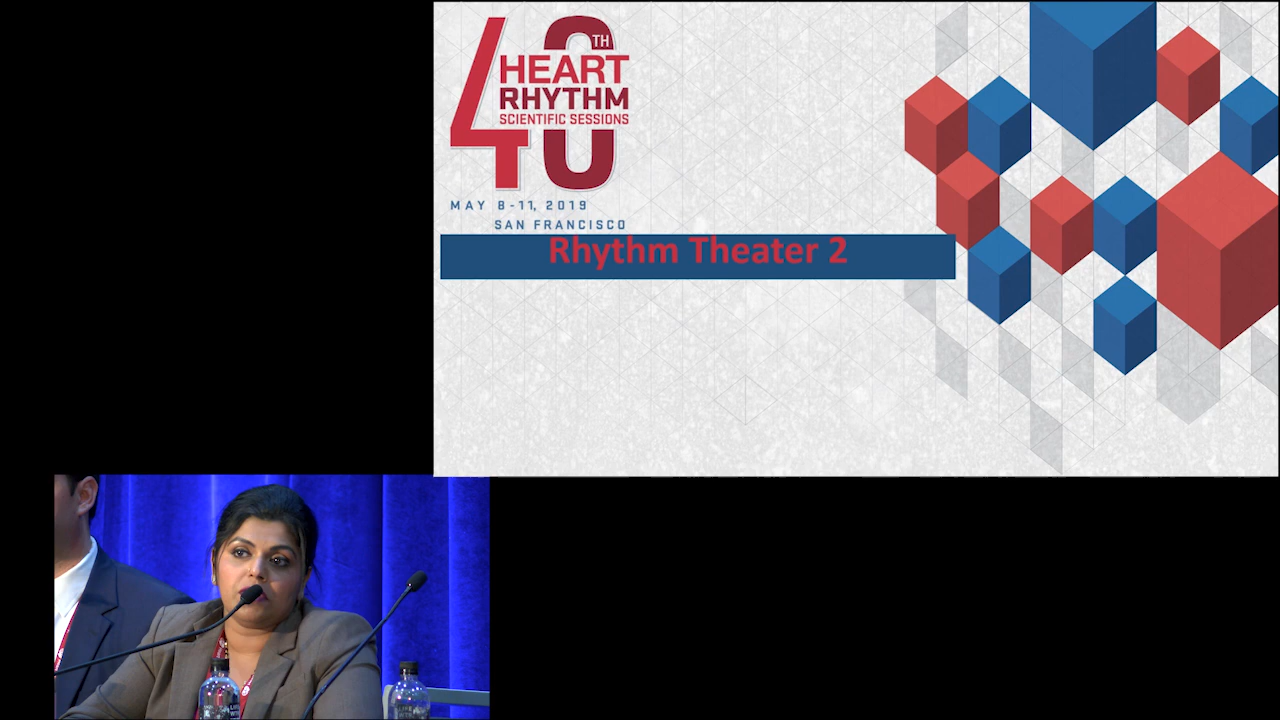 40TH
HEART
RHYTHM
SCIENTIFIC SESSIONS
MAY 8-11, 2019
SAN FRANCISCO
Rhythm Theater 2